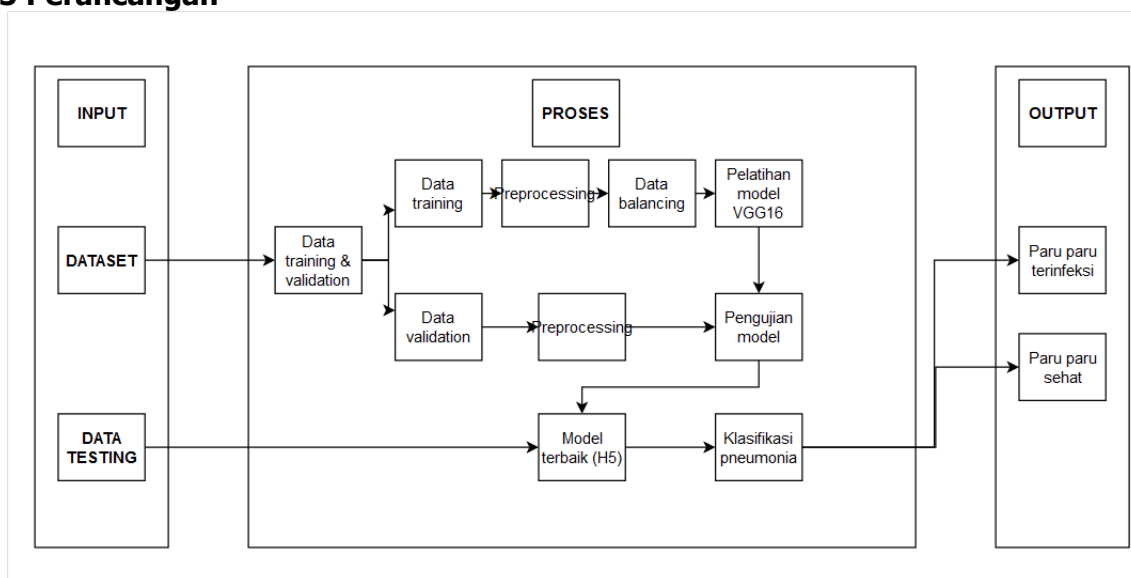 Perancangan
INPUT
PROSES
OUTPUT
Data
training
Preprocessing
Data
balancing
Pelatihan
model
VGG16
DATASET
Data
training &
validation
Paru paru
terinfeksi
Data
validation
Preprocessing
Pengujian
model
Paru paru
sehat
DATA
TESTING
Model
terbaik (H5)
Klasifikasi
pneumonia